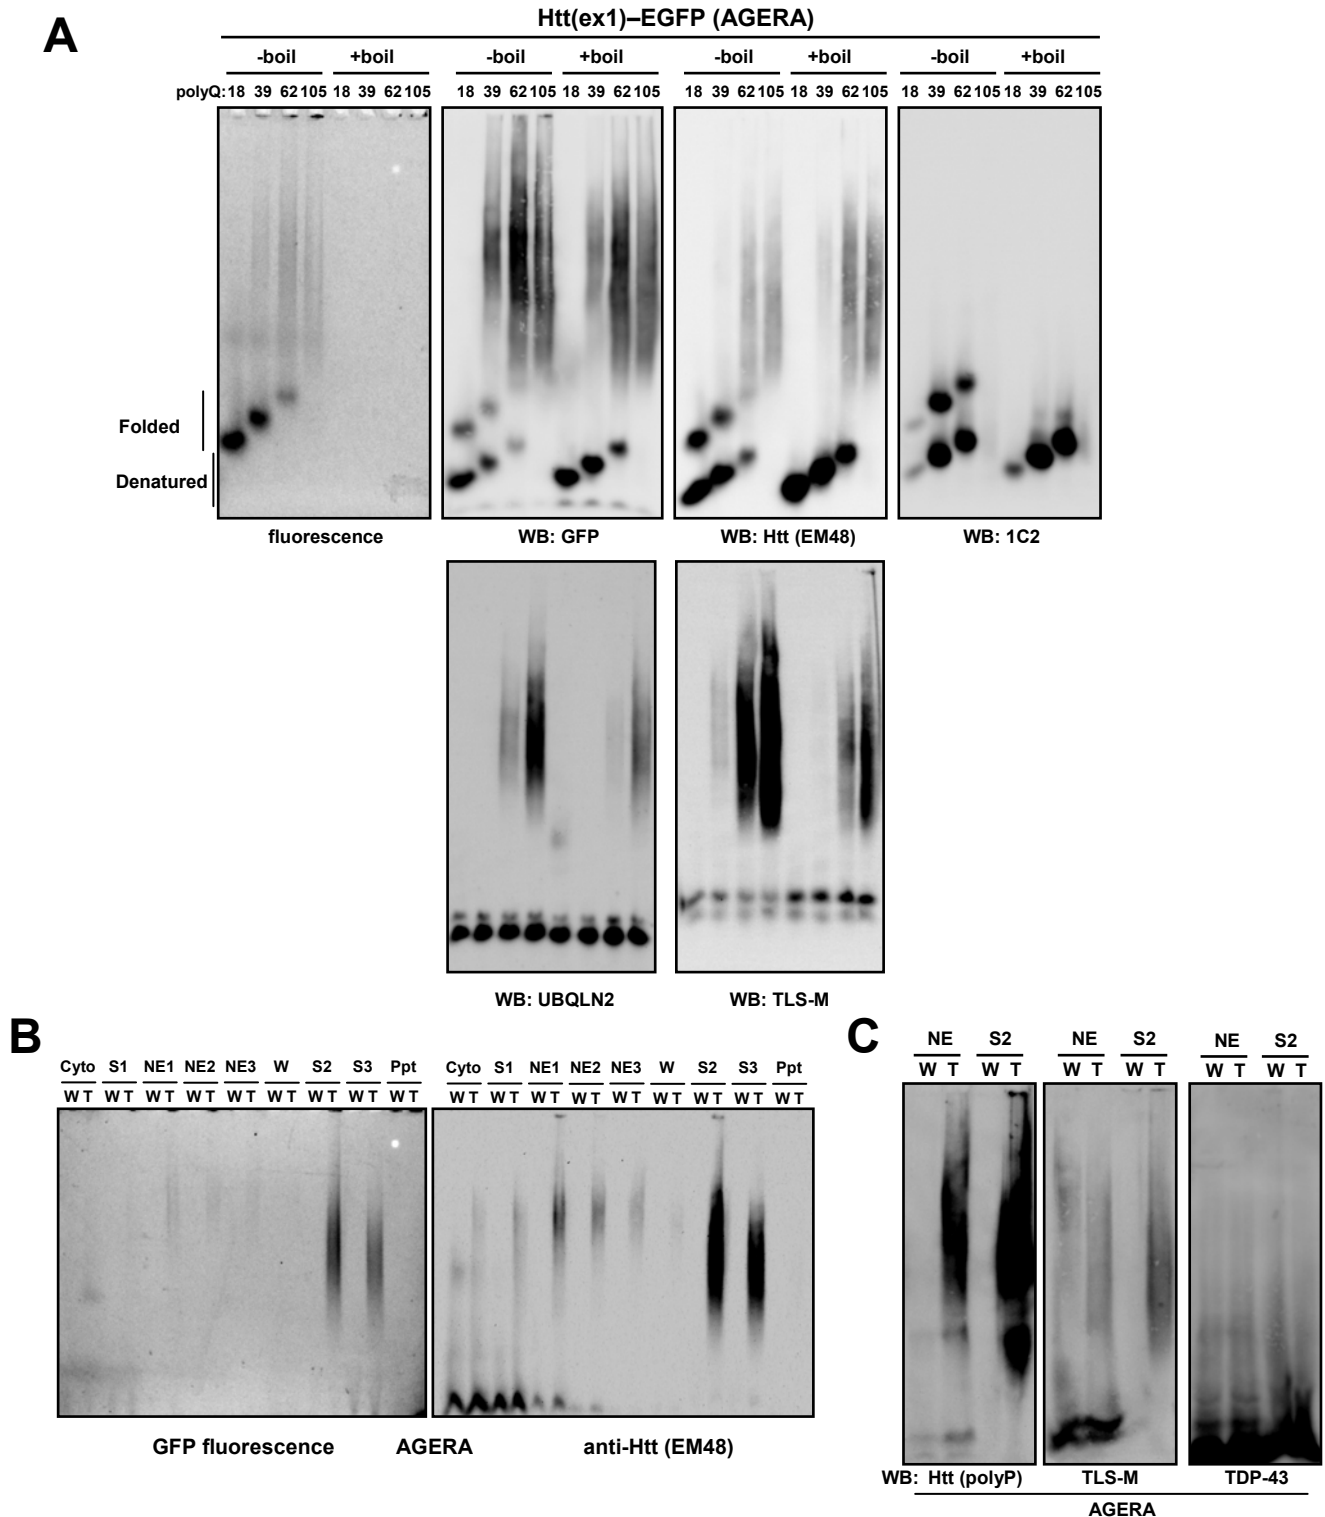 A
Htt(ex1)–EGFP (AGERA)
-boil +boil -boil +boil -boil +boil -boil +boil
polyQ: 18 39 62 105 18 39 62 105 18 39 62 105 18 39 62 105 18 39 62 105 18 39 62 105 18 39 62 105 18 39 62 105
Folded
Denatured
fluorescence WB: GFP WB: Htt (EM48) WB: 1C2
WB: UBQLN2 WB: TLS-M
B
Cyto S1 NE1 NE2 NE3 W S2 S3 Ppt Cyto S1 NE1 NE2 NE3 W S2 S3 Ppt
W T W T W T W T W T W T W T W T W T W T W T W T W T W T W T W T W T W T
GFP fluorescence AGERA anti-Htt (EM48)
C
NE S2 NE S2 NE S2
W T W T W T W T W T W T
WB: Htt (polyP) TLS-M TDP-43
AGERA